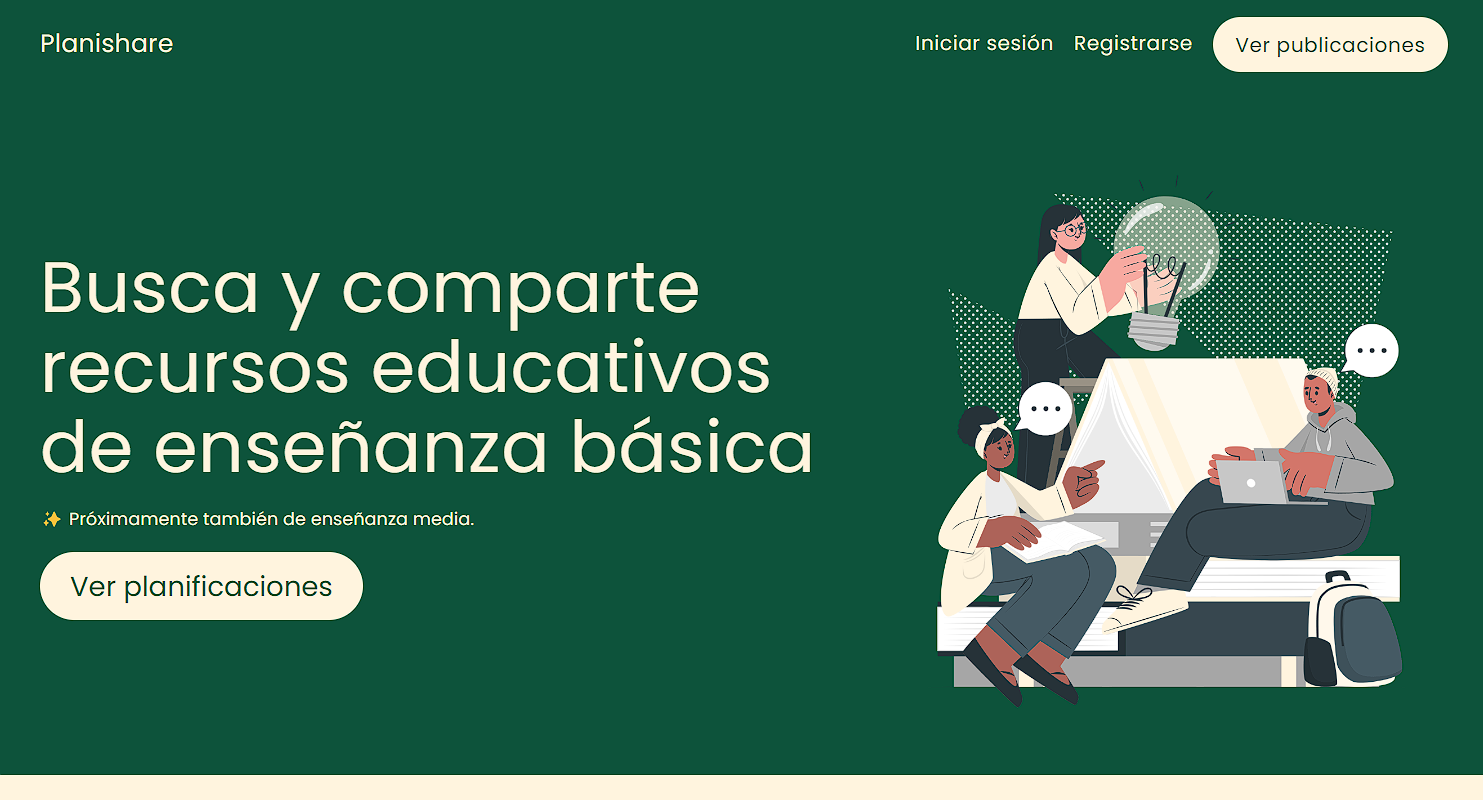 Planishare
Iniciar sesión
Registrarse
Ver publicaciones
Busca y comparte
recursos educativos
de enseñanza básica
✨ Próximamente también de enseñanza media.
Ver planificaciones